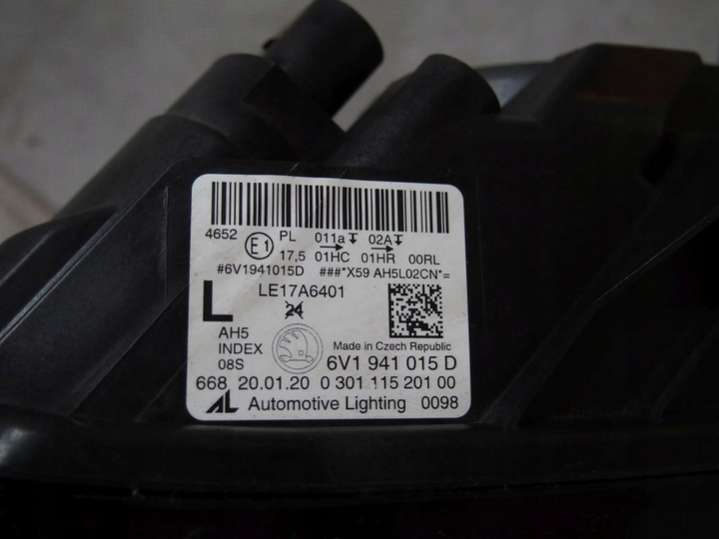 4652 E1 PL 011a 02A
17,5 01HC 01HR 00RL
#6V1941015D ###*X59 AH5L02CN*=
L LE17A6401
24
AH5
INDEX
08S
Made in Czech Republic
6V1 941 015 D
668 20.01.20 0 301 115 201 00
AL Automotive Lighting 0098